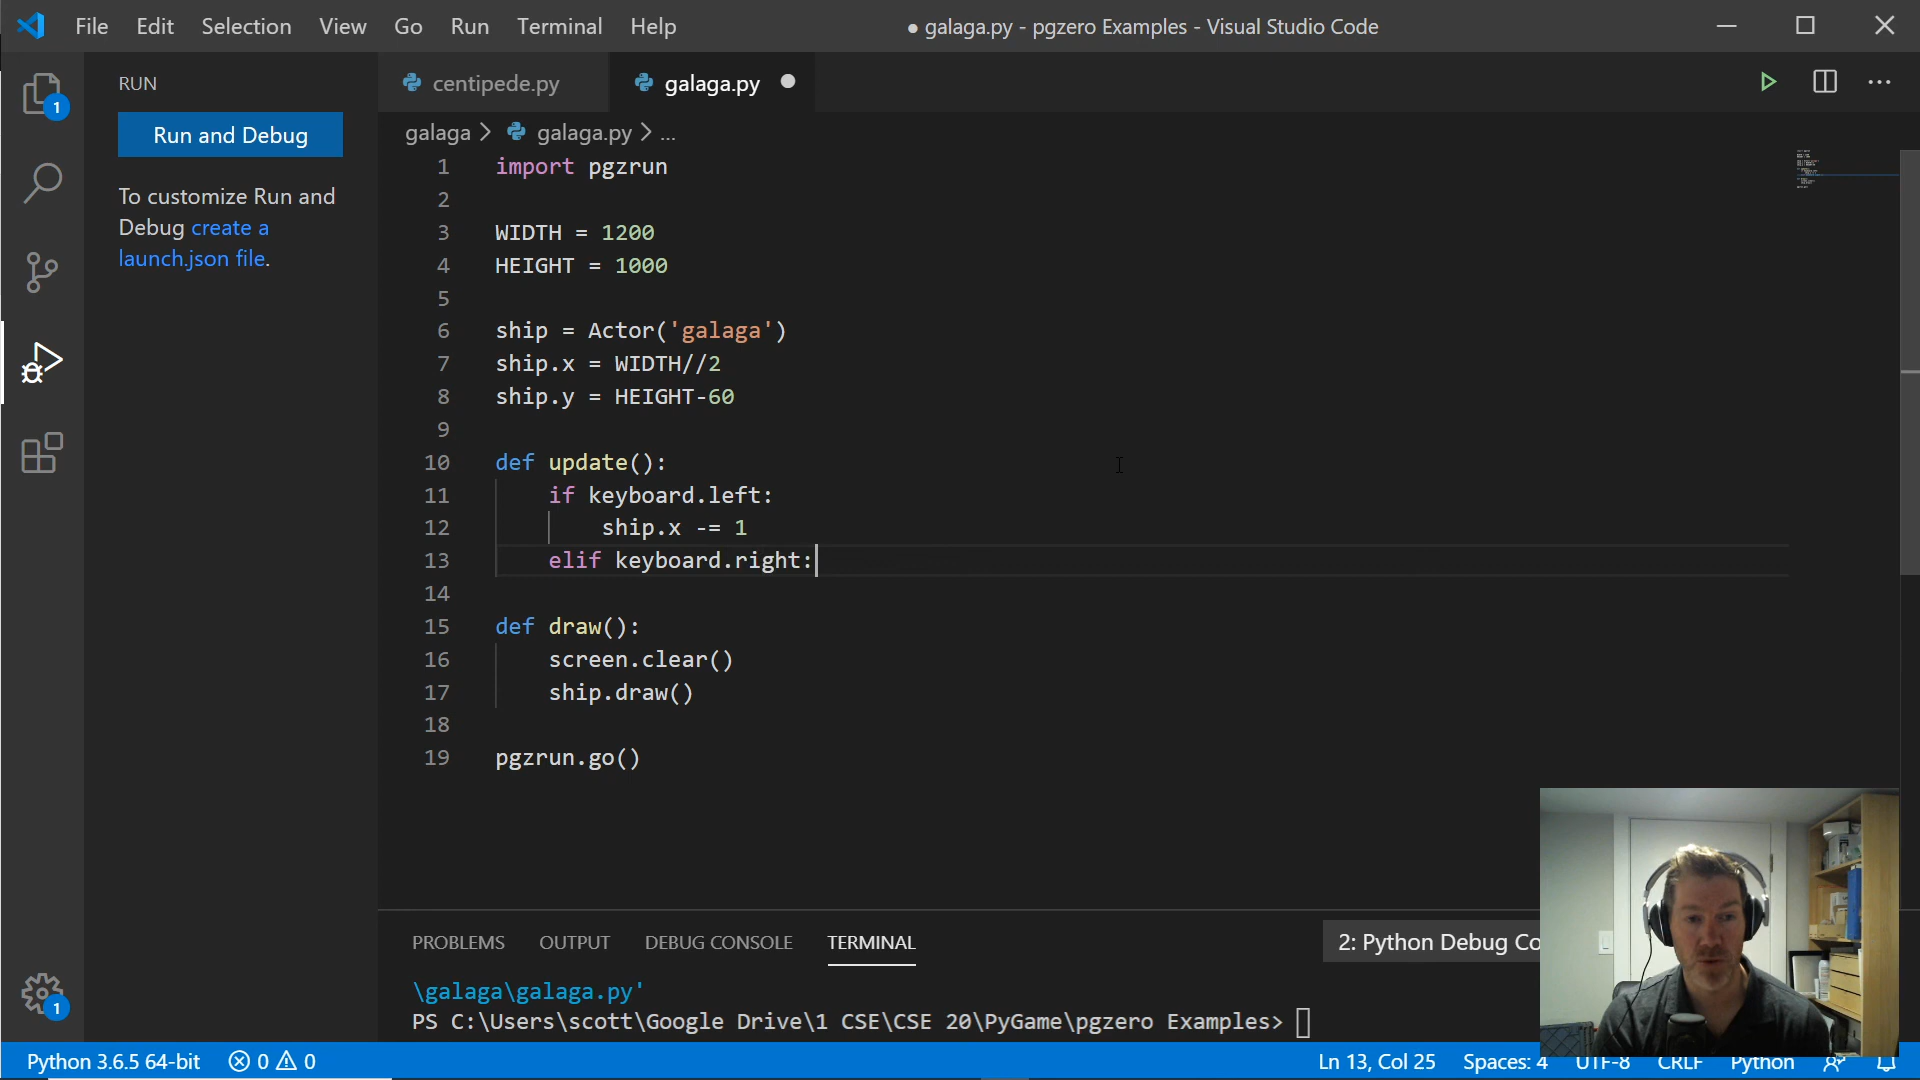 File Edit Selection View Go Run Terminal Help
● galaga.py - pgzero Examples - Visual Studio Code
RUN
Run and Debug
To customize Run and
Debug create a
launch.json file.
1
1
centipede.py
galaga.py
galaga > galaga.py > ...
1 import pgzrun
2
3 WIDTH = 1200
4 HEIGHT = 1000
5
6 ship = Actor('galaga')
7 ship.x = WIDTH//2
8 ship.y = HEIGHT-60
9
10 def update():
11 if keyboard.left:
12 ship.x -= 1
13 elif keyboard.right:
14
15 def draw():
16 screen.clear()
17 ship.draw()
18
19 pgzrun.go()
PROBLEMS OUTPUT DEBUG CONSOLE TERMINAL
2: Python Debug Co
\galaga\galaga.py'
PS C:\Users\scott\Google Drive\1 CSE\CSE 20\PyGame\pgzero Examples>
Python 3.6.5 64-bit 0 0
Ln 13, Col 25 Spaces: 4 UTF-8 CRLF Python